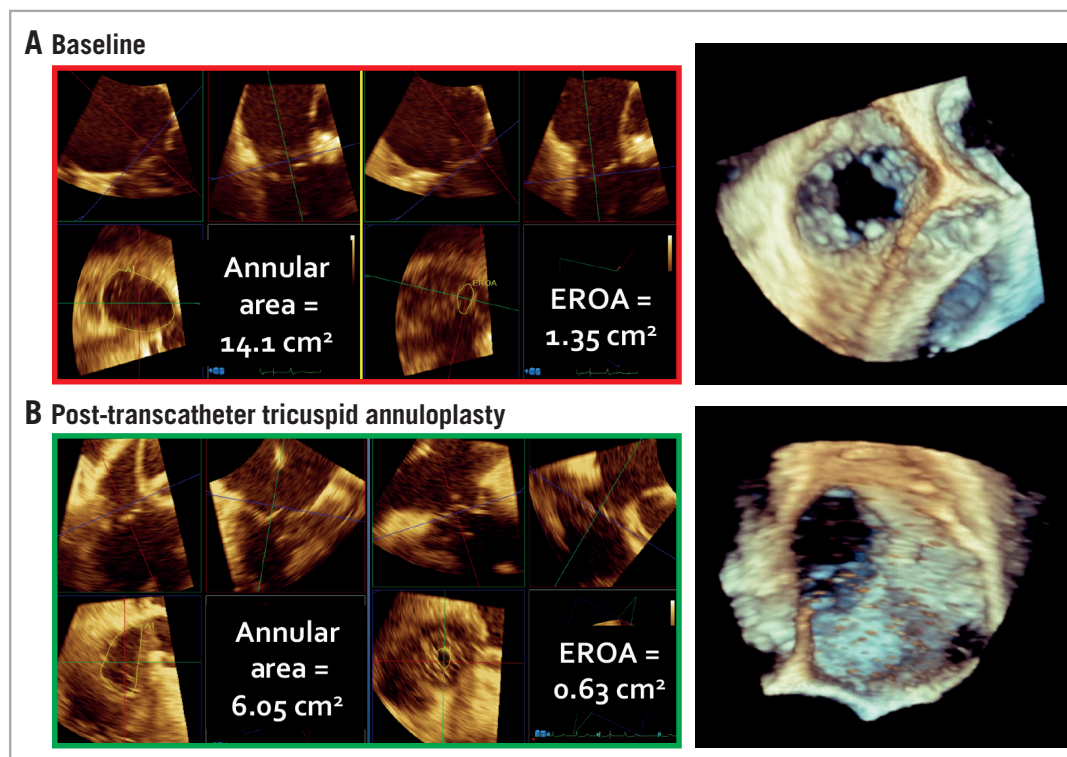 A Baseline
Annular
area =
14.1 cm²
EROA
EROA =
1.35 cm²
B Post-transcatheter tricuspid annuloplasty
Annular
area =
6.05 cm²
EROA =
0.63 cm²